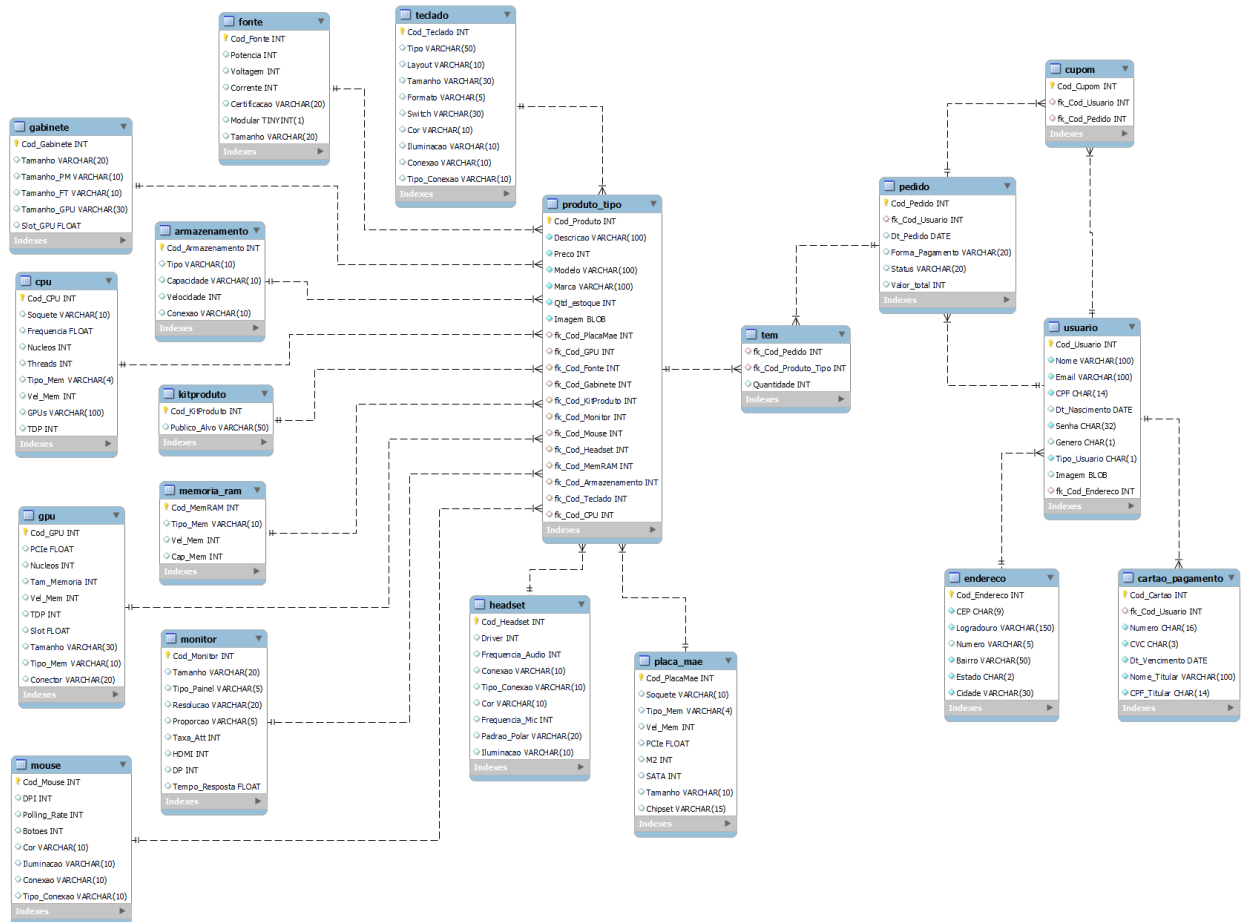 fonte
Cod_Fonte INT
Potencia INT
Voltagem INT
Corrente INT
Certificacao VARCHAR(20)
Modular TINYINT(1)
Tamanho VARCHAR(20)
Indexes
teclado
Cod_Teclado INT
Tipo VARCHAR(50)
Layout VARCHAR(10)
Tamanho VARCHAR(30)
Formato VARCHAR(5)
Switch VARCHAR(30)
Cor VARCHAR(10)
Iluminacao VARCHAR(10)
Conexao VARCHAR(10)
Tipo_Conexao VARCHAR(10)
Indexes
cupom
Cod_Cupom INT
fk_Cod_Usuario INT
fk_Cod_Pedido INT
Indexes
gabinete
Cod_Gabinete INT
Tamanho VARCHAR(20)
Tamanho_PM VARCHAR(10)
Tamanho_FT VARCHAR(10)
Tamanho_GPU VARCHAR(30)
Slot_GPU FLOAT
Indexes
armazenamento
Cod_Armazenamento INT
Tipo VARCHAR(10)
Capacidade VARCHAR(10)
Velocidade INT
Conexao VARCHAR(10)
Indexes
produto_tipo
Cod_Produto INT
Descricao VARCHAR(100)
Preco INT
Modelo VARCHAR(100)
Marca VARCHAR(100)
Qtd_estoque INT
Imagem BLOB
fk_Cod_PlacaMae INT
fk_Cod_GPU INT
fk_Cod_Fonte INT
fk_Cod_Gabinete INT
fk_Cod_KitProduto INT
fk_Cod_Monitor INT
fk_Cod_Mouse INT
fk_Cod_Headset INT
fk_Cod_MemRAM INT
fk_Cod_Armazenamento INT
fk_Cod_Teclado INT
fk_Cod_CPU INT
Indexes
pedido
Cod_Pedido INT
fk_Cod_Usuario INT
Dt_Pedido DATE
Forma_Pagamento VARCHAR(20)
Status VARCHAR(20)
Valor_total INT
Indexes
cpu
Cod_CPU INT
Soquete VARCHAR(10)
Frequencia FLOAT
Nucleos INT
Threads INT
Tipo_Mem VARCHAR(4)
Vel_Mem INT
GPUs VARCHAR(100)
TDP INT
Indexes
tem
fk_Cod_Pedido INT
fk_Cod_Produto_Tipo INT
Quantidade INT
Indexes
usuario
Cod_Usuario INT
Nome VARCHAR(100)
Email VARCHAR(100)
CPF CHAR(14)
Dt_Nascimento DATE
Senha CHAR(32)
Genero CHAR(1)
Tipo_Usuario CHAR(1)
Imagem BLOB
fk_Cod_Endereco INT
Indexes
kitproduto
Cod_KitProduto INT
Publico_Alvo VARCHAR(50)
Indexes
memoria_ram
Cod_MemRAM INT
Tipo_Mem VARCHAR(10)
Vel_Mem INT
Cap_Mem INT
Indexes
gpu
Cod_GPU INT
PCIe FLOAT
Nucleos INT
Tam_Memoria INT
Vel_Mem INT
TDP INT
Slot FLOAT
Tamanho VARCHAR(30)
Tipo_Mem VARCHAR(10)
Conector VARCHAR(20)
Indexes
monitor
Cod_Monitor INT
Tamanho VARCHAR(20)
Tipo_Painel VARCHAR(5)
Resolucao VARCHAR(20)
Proporcao VARCHAR(5)
Taxa_Att INT
HDMI INT
DP INT
Tempo_Resposta FLOAT
Indexes
headset
Cod_Headset INT
Driver INT
Frequencia_Audio INT
Conexao VARCHAR(10)
Tipo_Conexao VARCHAR(10)
Cor VARCHAR(10)
Frequencia_Mic INT
Padrao_Polar VARCHAR(20)
Iluminacao VARCHAR(10)
Indexes
placa_mae
Cod_PlacaMae INT
Soquete VARCHAR(10)
Tipo_Mem VARCHAR(4)
Vel_Mem INT
PCIe FLOAT
M2 INT
SATA INT
Tamanho VARCHAR(10)
Chipset VARCHAR(15)
Indexes
endereco
Cod_Endereco INT
CEP CHAR(9)
Logradouro VARCHAR(150)
Numero VARCHAR(5)
Bairro VARCHAR(50)
Estado CHAR(2)
Cidade VARCHAR(30)
Indexes
cartao_pagamento
Cod_Cartao INT
fk_Cod_Usuario INT
Numero CHAR(16)
CVC CHAR(3)
Dt_Vencimento DATE
Nome_Titular VARCHAR(100)
CPF_Titular CHAR(14)
Indexes
mouse
Cod_Mouse INT
DPI INT
Polling_Rate INT
Botoes INT
Cor VARCHAR(10)
Iluminacao VARCHAR(10)
Conexao VARCHAR(10)
Tipo_Conexao VARCHAR(10)
Indexes